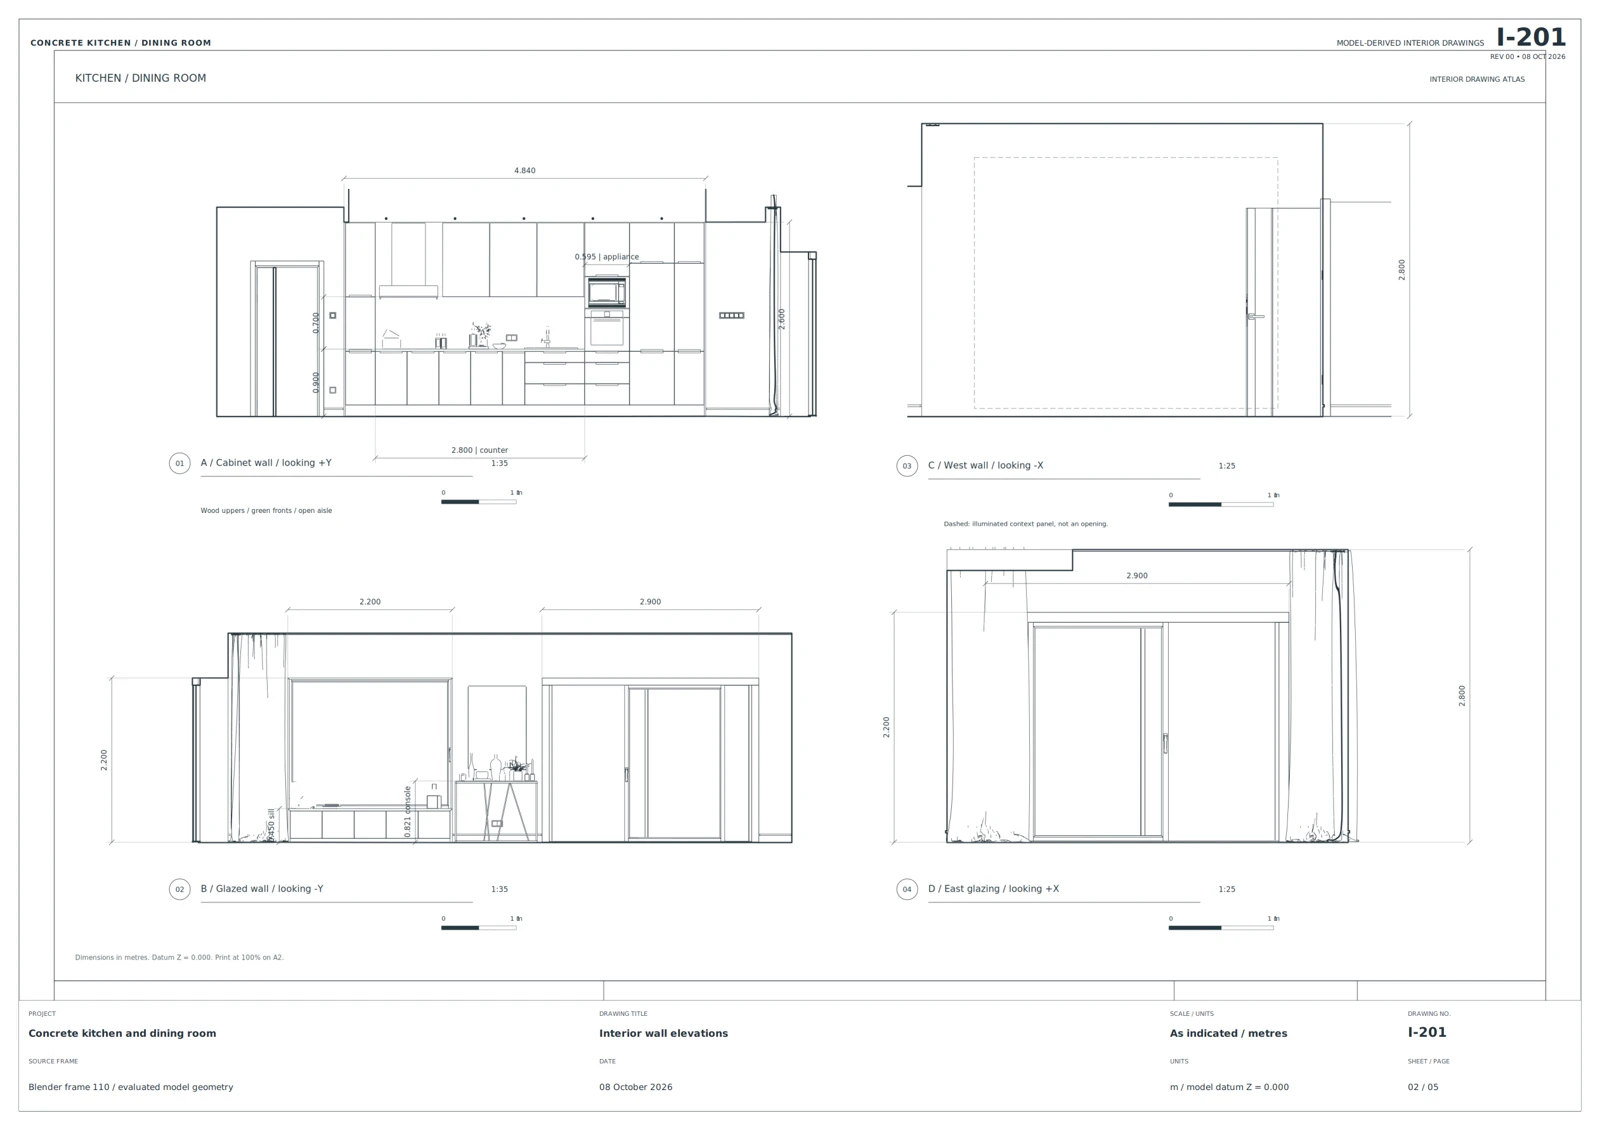 CONCRETE KITCHEN / DINING ROOM
MODEL-DERIVED INTERIOR DRAWINGS I-201
REV 00 • 08 OCT 2026
KITCHEN / DINING ROOM
INTERIOR DRAWING ATLAS
4.840
0.595 | appliance
0.700
0.900
2.600
2.800 | counter
01 A / Cabinet wall / looking +Y 1:35
0 1 m
Wood uppers / green fronts / open aisle
2.800
03 C / West wall / looking -X 1:25
0 1 m
Dashed: illuminated context panel, not an opening.
2.200
2.900
2.200
0.450 sill
0.821 console
02 B / Glazed wall / looking -Y 1:35
0 1 m
2.900
2.200
2.800
04 D / East glazing / looking +X 1:25
0 1 m
Dimensions in metres. Datum Z = 0.000. Print at 100% on A2.
PROJECT
Concrete kitchen and dining room
SOURCE FRAME
Blender frame 110 / evaluated model geometry
DRAWING TITLE
Interior wall elevations
DATE
08 October 2026
SCALE / UNITS
As indicated / metres
UNITS
m / model datum Z = 0.000
DRAWING NO.
I-201
SHEET / PAGE
02 / 05